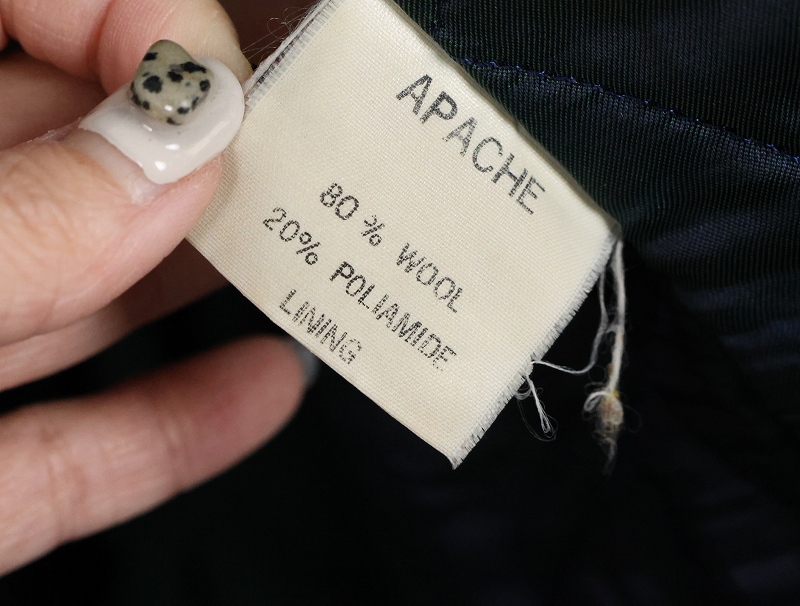 APACHE
80% WOOL
20% POLIAMIDE
LINING